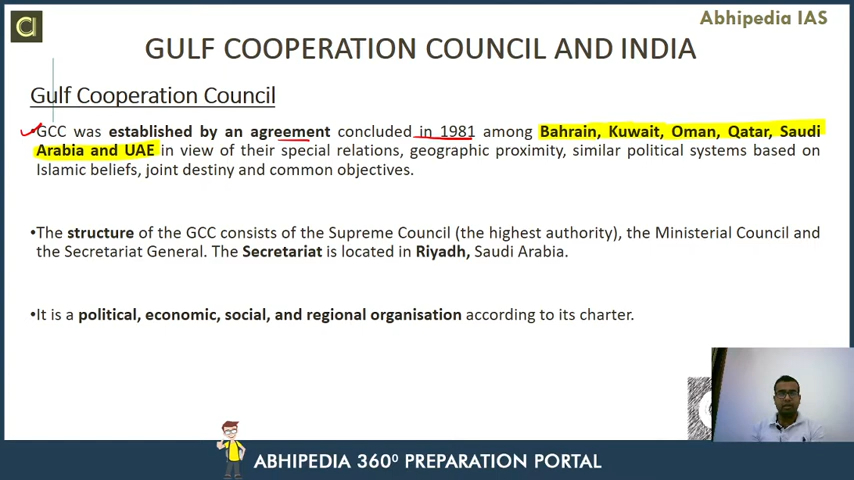 Abhipedia IAS
GULF COOPERATION COUNCIL AND INDIA
Gulf Cooperation Council
•GCC was established by an agreement concluded in 1981 among Bahrain, Kuwait, Oman, Qatar, Saudi
Arabia and UAE in view of their special relations, geographic proximity, similar political systems based on
Islamic beliefs, joint destiny and common objectives.
•The structure of the GCC consists of the Supreme Council (the highest authority), the Ministerial Council and
the Secretariat General. The Secretariat is located in Riyadh, Saudi Arabia.
•It is a political, economic, social, and regional organisation according to its charter.
ABHIPEDIA 360⁰ PREPARATION PORTAL